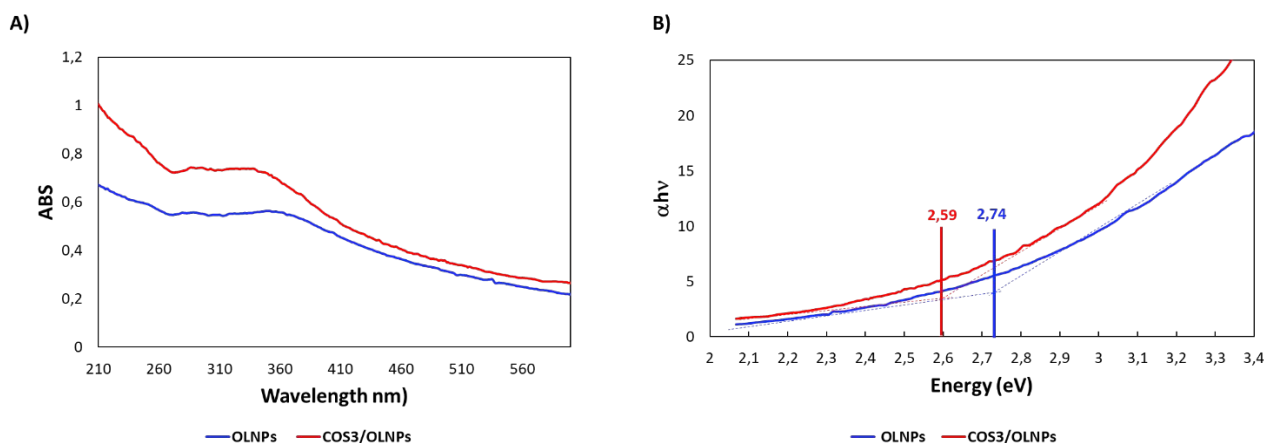 A)
1,2
1
0,8
0,6
0,4
0,2
0
ABS
210 260 310 360 410 460 510 560
Wavelength nm)
OLNPs COS3/OLNPs
B)
25
20
15
10
5
0
αhν
2,59 2,74
2 2,1 2,2 2,3 2,4 2,5 2,6 2,7 2,8 2,9 3 3,1 3,2 3,3 3,4
Energy (eV)
OLNPs COS3/OLNPs